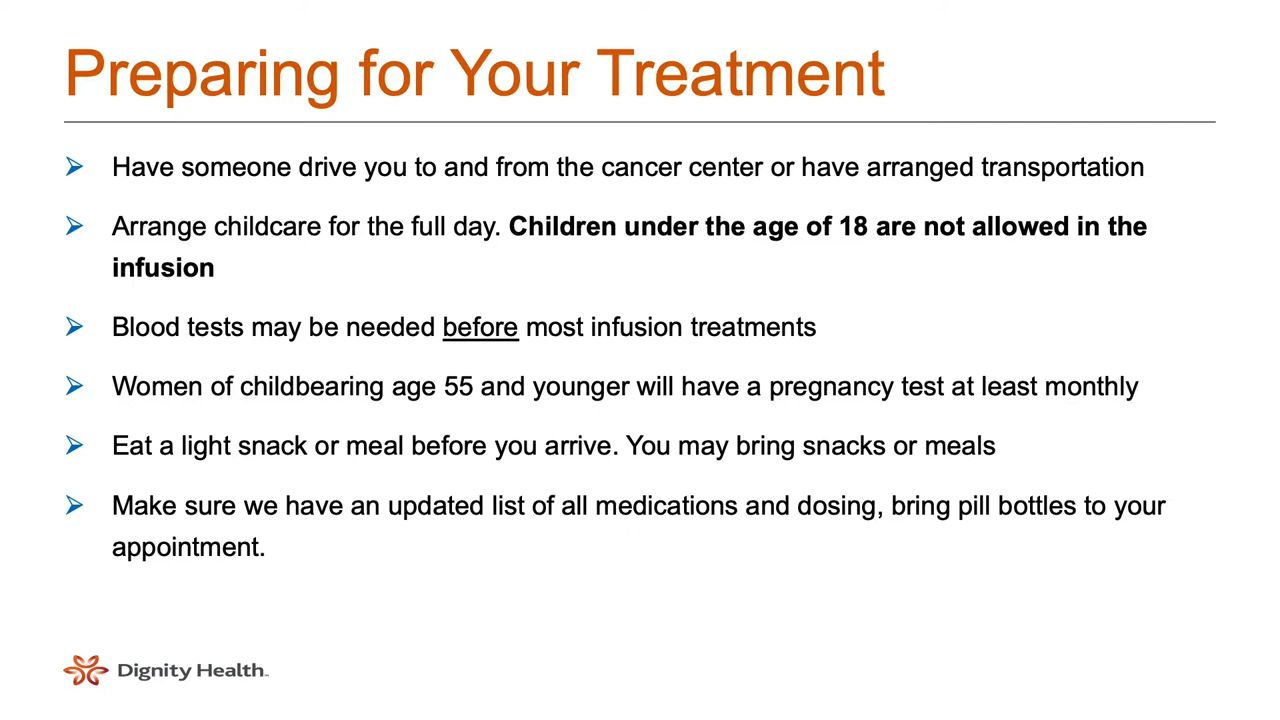 Preparing for Your Treatment
Have someone drive you to and from the cancer center or have arranged transportation
Arrange childcare for the full day. Children under the age of 18 are not allowed in the
infusion
Blood tests may be needed before most infusion treatments
Women of childbearing age 55 and younger will have a pregnancy test at least monthly
Eat a light snack or meal before you arrive. You may bring snacks or meals
Make sure we have an updated list of all medications and dosing, bring pill bottles to your
appointment.
Dignity Health